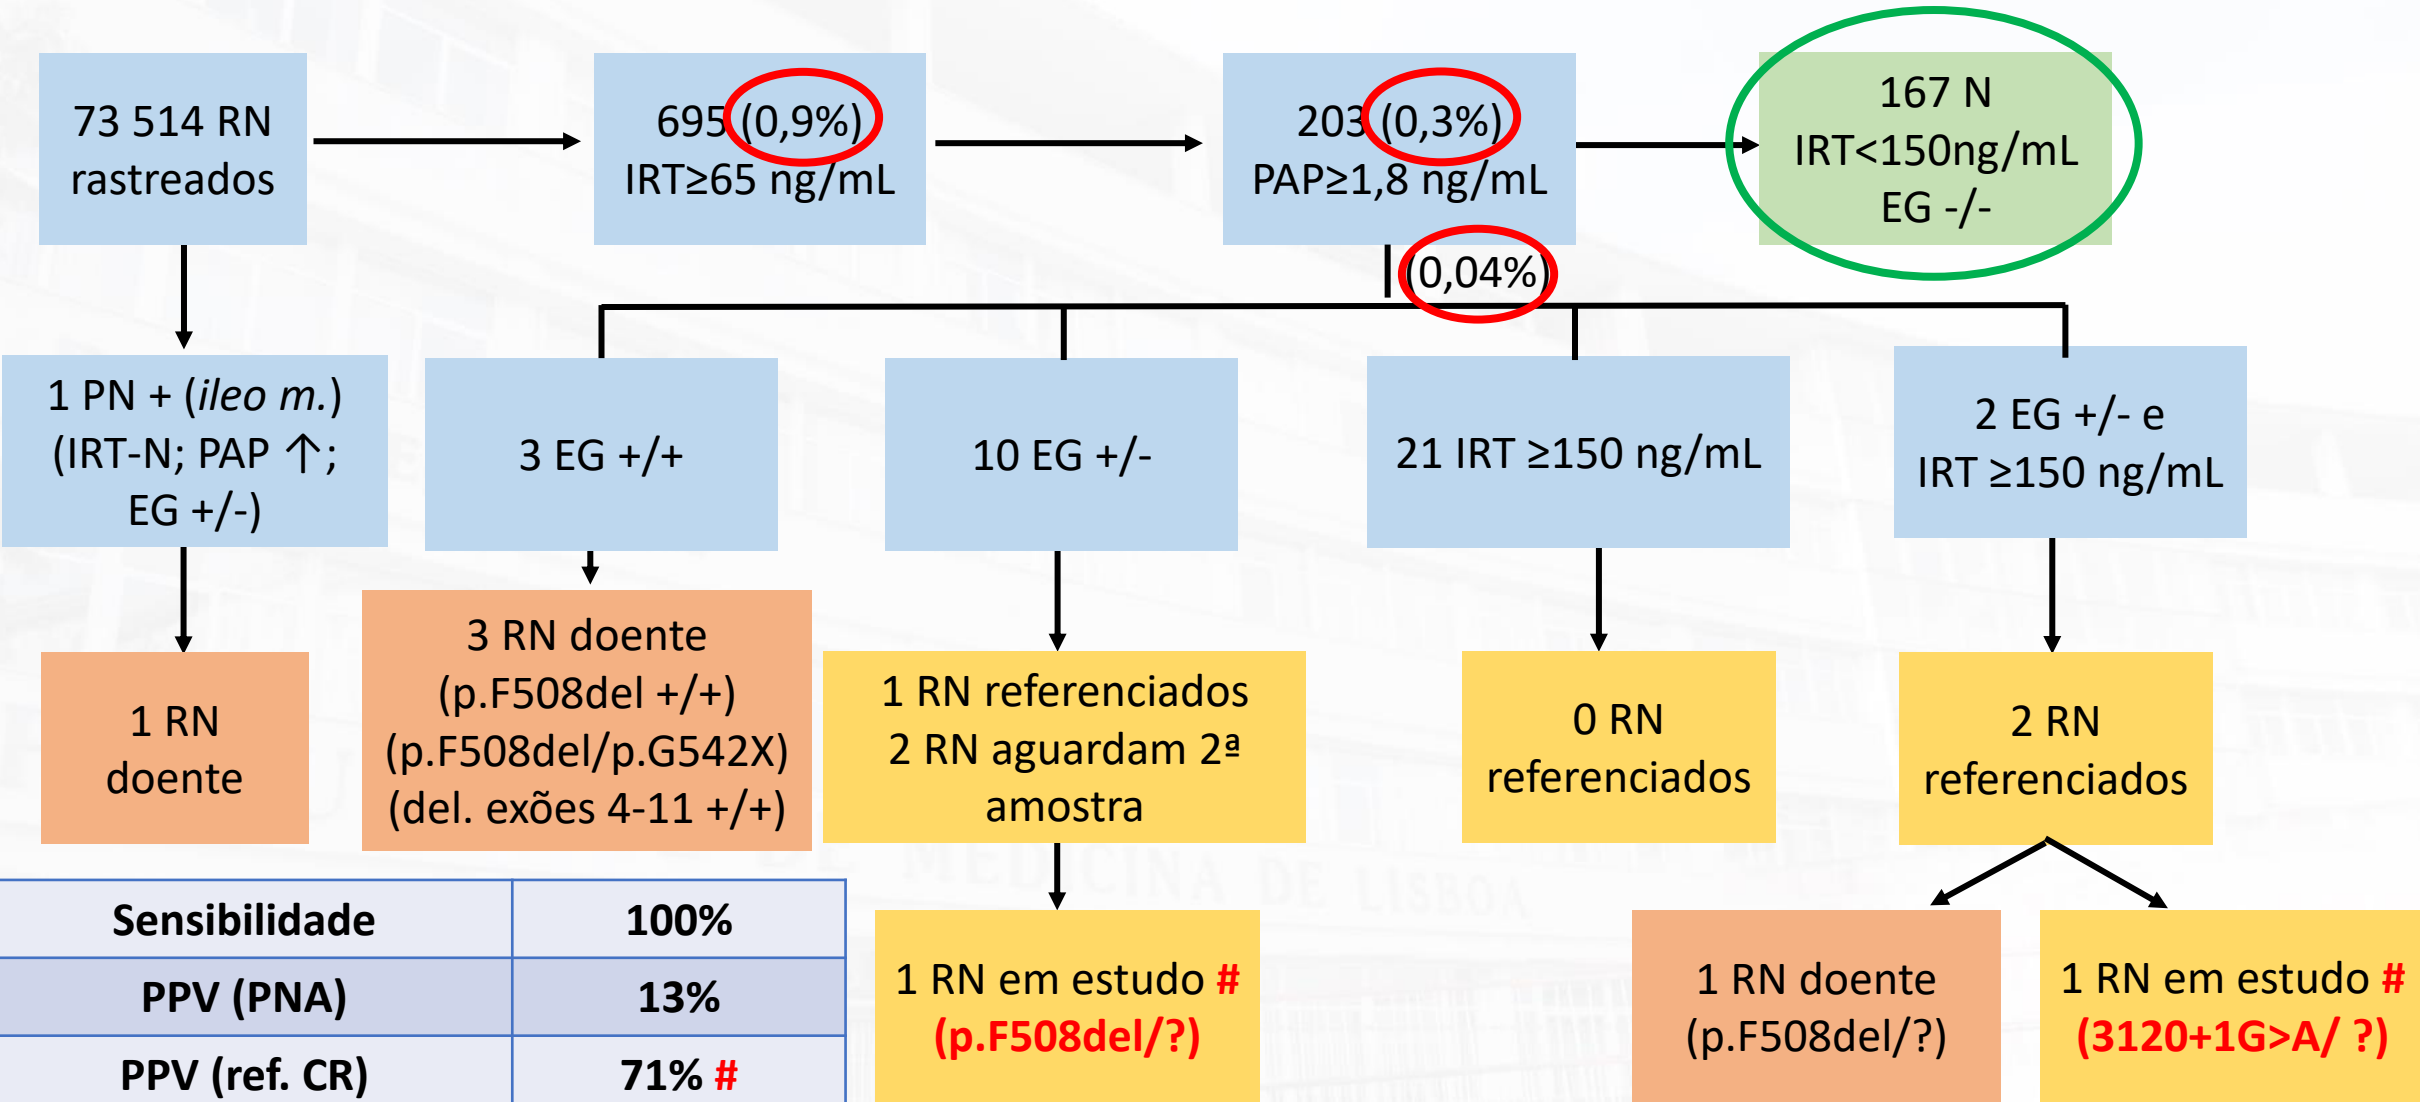 73 514 RN
rastreados
695 (0,9%)
IRT≥65 ng/mL
203 (0,3%)
PAP≥1,8 ng/mL
167 N
IRT<150ng/mL
EG -/-
(0,04%)
1 PN + (ileo m.)
(IRT-N; PAP ↑;
EG +/-)
3 EG +/+
10 EG +/-
21 IRT ≥150 ng/mL
2 EG +/- e
IRT ≥150 ng/mL
1 RN
doente
3 RN doente
(p.F508del +/+)
(p.F508del/p.G542X)
(del. exões 4-11 +/+)
1 RN referenciados
2 RN aguardam 2ª
amostra
0 RN
referenciados
2 RN
referenciados
Sensibilidade 100%
PPV (PNA) 13%
PPV (ref. CR) 71% #
1 RN em estudo #
(p.F508del/?)
1 RN doente
(p.F508del/?)
1 RN em estudo #
(3120+1G>A/ ?)
DE MEDICINA DE LISBOA